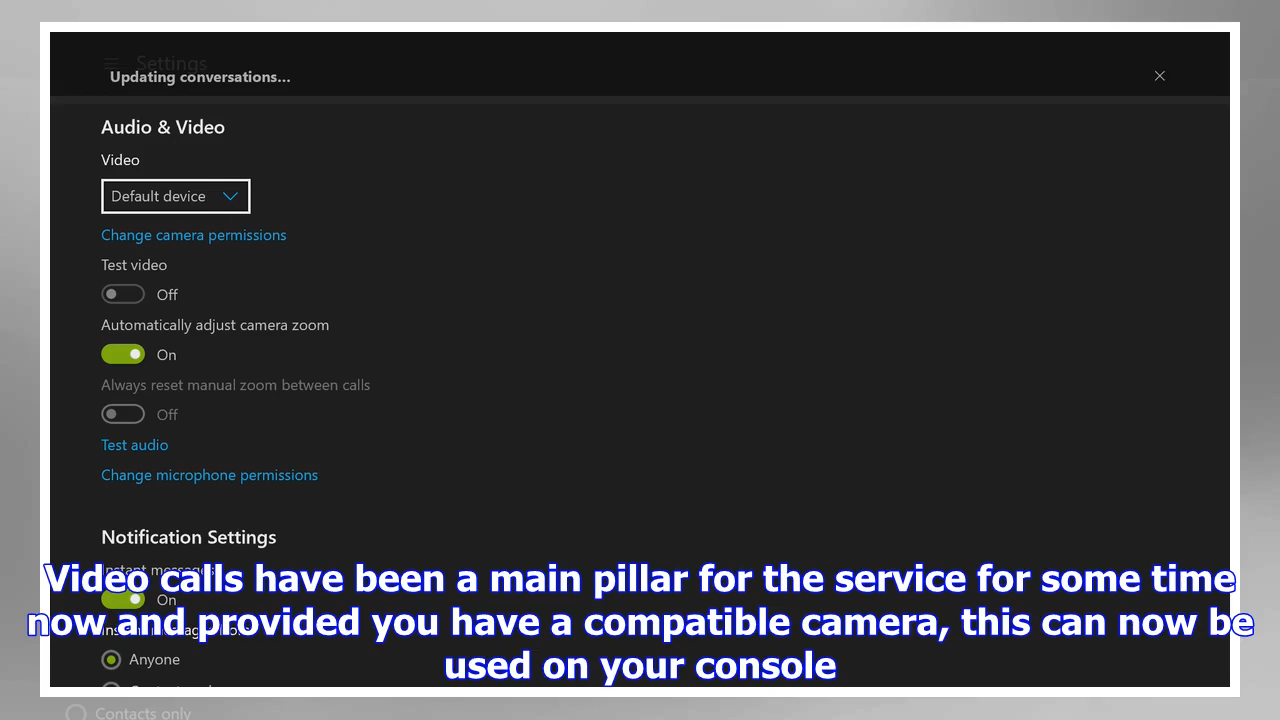 Settings
Updating conversations...
Audio & Video
Video
Default device
Change camera permissions
Test video
Off
Automatically adjust camera zoom
On
Always reset manual zoom between calls
Off
Test audio
Change microphone permissions
Notification Settings
Instant messages
Video calls have been a main pillar for the service for some time
On
now and provided you have a compatible camera, this can now be
Anyone
used on your console
Contacts only